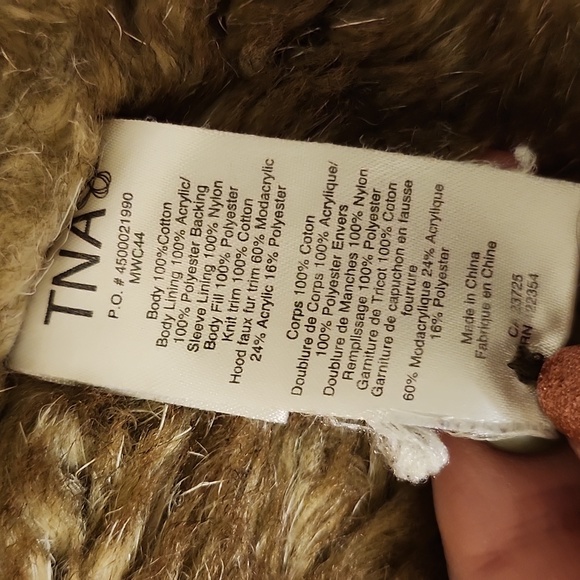 TNA
P.O. # 4500021990
MWC44
Body 100%Cotton
Body Lining 100% Acrylic/
100% Polyester Backing
Sleeve Lining 100% Nylon
Body Fill 100% Polyester
Knit trim 100% Cotton
Hood faux fur trim 60% Modacrylic
24% Acrylic 16% Polyester
Corps 100% Coton
Doublure de Corps 100% Acrylique/
100% Polyester Envers
Doublure de Manches 100% Nylon
Remplissage 100% Polyester
Garniture de Tricot 100% Coton
Garniture de capuchon en fausse
fourrure
60% Modacrylique 24% Acrylique
16% Polyester
Made in China
Fabriqué en Chine
CA 33725
RN 22354